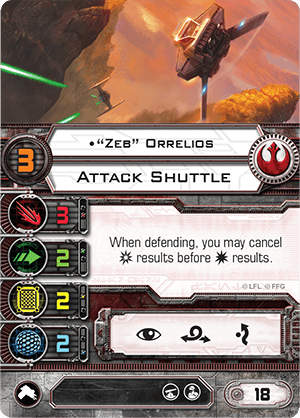 •“Zeb” Orrelios
3
Attack Shuttle
3
2
2
2
When defending, you may cancel
results before results.
© LFL © FFG
18